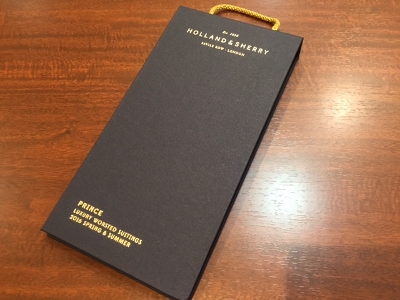 Est. 1836
HOLLAND & SHERRY
SAVILE ROW · LONDON
PRINCE
LUXURY WORSTED SUITINGS
2016 SPRING & SUMMER